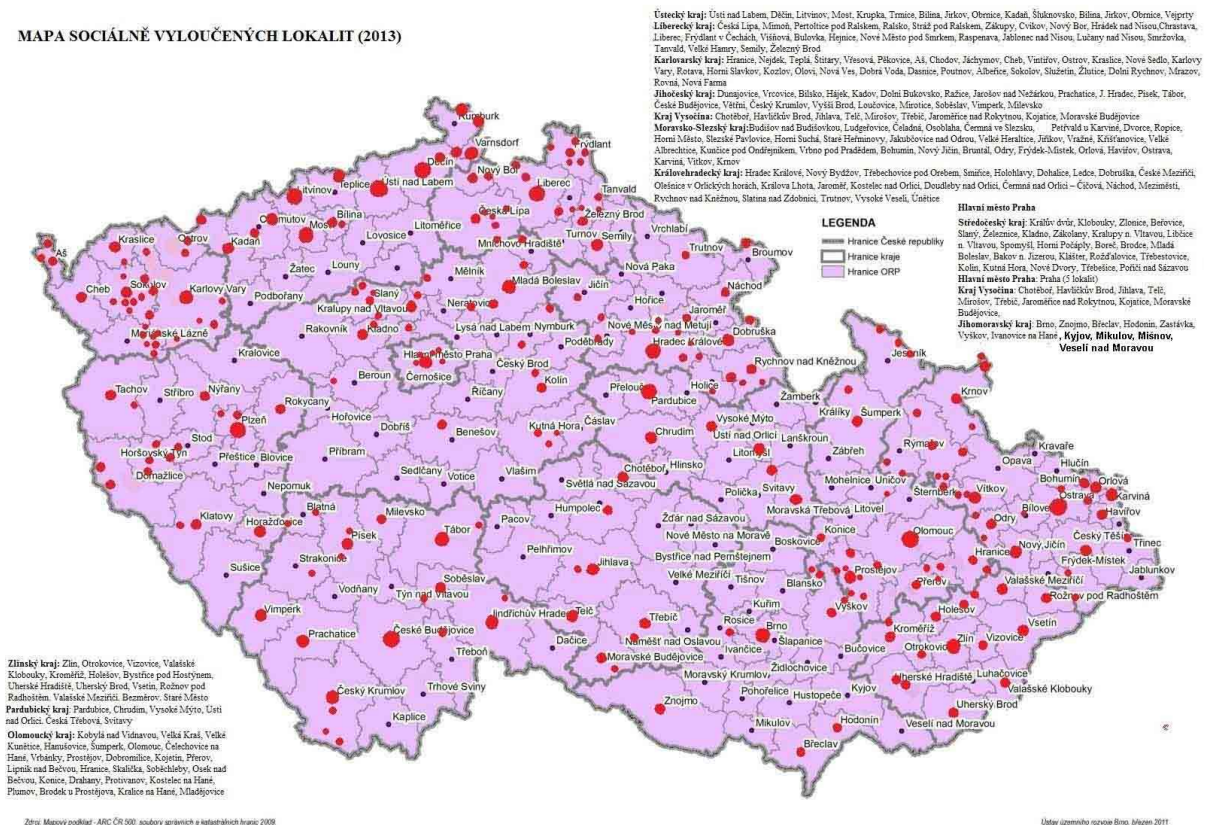 MAPA SOCIÁLNĚ VYLOUČENÝCH LOKALIT (2013)
Ústecký kraj: Ústí nad Labem, Děčín, Litvínov, Most, Krupka, Trmice, Bílina, Jirkov, Obrnice, Kadaň, Šluknovsko, Bílina, Jirkov, Obrnice, Vejprty
Liberecký kraj: Česká Lípa, Mimoň, Pertoltice pod Ralskem, Ralsko, Stráž pod Ralskem, Zákupy, Cvikov, Nový Bor, Hrádek nad Nisou, Chrastava,
Liberec, Frýdlant v Čechách, Višňová, Bulovka, Hejnice, Nové Město pod Smrkem, Raspenava, Jablonec nad Nisou, Lučany nad Nisou, Smržovka,
Tanvald, Velké Hamry, Semily, Železný Brod
Karlovarský kraj: Hranice, Nejdek, Teplá, Štítary, Vřesová, Pěkovice, Aš, Chodov, Jáchymov, Cheb, Vintířov, Ostrov, Kraslice, Nové Sedlo, Karlovy
Vary, Rotava, Horní Slavkov, Kozlov, Oloví, Nová Ves, Dobrá Voda, Dasnice, Poutnov, Alběřice, Sokolov, Služetín, Žlutice, Dolní Rychnov, Mrázov,
Rovná, Nová Farma
Jihočeský kraj: Dunajovice, Vrcovice, Bilsko, Hájek, Kadov, Dolní Bukovsko, Ražice, Jarošov nad Nežárkou, Prachatice, J. Hradec, Písek, Tábor,
České Budějovice, Větřní, Český Krumlov, Vyšší Brod, Loučovice, Mirotice, Soběslav, Vimperk, Milevsko
Kraj Vysočina: Chotěboř, Havlíčkův Brod, Jihlava, Telč, Mirošov, Třebíč, Jaroměřice nad Rokytnou, Kojatice, Moravské Budějovice
Moravsko-Slezský kraj: Budišov nad Budišovkou, Ludgeřovice, Čeladná, Osoblaha, Čermná ve Slezsku, Petřvald u Karviné, Dvorce, Ropice,
Horní Město, Slezské Pavlovice, Horní Suchá, Staré Heřminovy, Jakubčovice nad Odrou, Velké Heraltice, Jiříkov, Vražné, Křišťanovice, Velké
Albrechtice, Kunčice pod Ondřejníkem, Vrbno pod Pradědem, Bohumín, Nový Jičín, Bruntál, Odry, Frýdek-Místek, Orlová, Havířov, Ostrava,
Karviná, Vítkov, Krnov
Královehradecký kraj: Hradec Králové, Nový Bydžov, Třebechovice pod Orebem, Smiřice, Holohlavy, Dohalice, Ledce, Dobruška, České Meziříčí,
Olešnice v Orlických horách, Králova Lhota, Jaroměř, Kostelec nad Orlicí, Doudleby nad Orlicí, Čermná nad Orlicí – Číčová, Náchod, Meziměstí,
Rychnov nad Kněžnou, Slatina nad Zdobnicí, Trutnov, Vysoké Veselí, Únětice
Hlavní město Praha
Středočeský kraj: Králův dvůr, Klobouky, Zlonice, Beřovice,
Slaný, Železnice, Kladno, Zákolany, Kralupy n. Vltavou, Libčice
n. Vltavou, Spomyšl, Horní Počáply, Boreč, Brodce, Mladá
Boleslav, Bakov n. Jizerou, Klášter, Rožďalovice, Třebestovice,
Kolín, Kutná Hora, Nové Dvory, Třebešice, Poříčí nad Sázavou
Hlavní město Praha: Praha (5 lokalit)
Kraj Vysočina: Chotěboř, Havlíčkův Brod, Jihlava, Telč,
Mirošov, Třebíč, Jaroměřice nad Rokytnou, Kojatice, Moravské
Budějovice,
Jihomoravský kraj: Brno, Znojmo, Břeclav, Hodonín, Zastávka,
Vyškov, Ivanovice na Hané, Kyjov, Mikulov, Mišnov,
Veselí nad Moravou
LEGENDA
Hranice České republiky
Hranice kraje
Hranice ORP
Rumburk
Varnsdorf
Frýdlant
Děčín
Nový Bor
Liberec
Litvínov
Teplice
Ústí nad Labem
Tanvald
Chomutov
Most
Bílina
Česká Lípa
Železný Brod
Litoměřice
Lovosice
Turnov
Semily
Vrchlabí
Kraslice
Ostrov
Kadaň
Mnichovo Hradiště
Trutnov
Broumov
Aš
Žatec
Louny
Mělník
Nová Paka
Cheb
Sokolov
Karlovy Vary
Podbořany
Slaný
Mladá Boleslav
Jičín
Hořice
Náchod
Kralupy nad Vltavou
Neratovice
Jaroměř
Mariánské Lázně
Rakovník
Kladno
Lysá nad Labem
Nymburk
Nové Město nad Metují
Dobruška
Kralovice
Hlavní město Praha
Poděbrady
Hradec Králové
Rychnov nad Kněžnou
Jeseník
Beroun
Černošice
Český Brod
Kolín
Přelouč
Holice
Krnov
Tachov
Stříbro
Nýřany
Rokycany
Říčany
Pardubice
Žamberk
Hořovice
Čáslav
Vysoké Mýto
Králíky
Šumperk
Plzeň
Dobříš
Benešov
Kutná Hora
Chrudim
Ústí nad Orlicí
Lanškroun
Rýmařov
Kravaře
Stod
Horšovský Týn
Přeštice
Blovice
Příbram
Litomyšl
Zábřeh
Opava
Hlučín
Domažlice
Sedlčany
Votice
Vlašim
Chotěboř
Hlinsko
Svitavy
Mohelnice
Uničov
Bohumín
Orlová
Nepomuk
Světlá nad Sázavou
Polička
Šternberk
Vítkov
Ostrava
Karviná
Blatná
Milevsko
Pacov
Humpolec
Moravská Třebová
Litovel
Bílovec
Havířov
Klatovy
Horažďovice
Žďár nad Sázavou
Konice
Olomouc
Odry
Český Těšín
Písek
Tábor
Nové Město na Moravě
Boskovice
Třinec
Strakonice
Pelhřimov
Bystřice nad Pernštejnem
Hranice
Nový Jičín
Frýdek-Místek
Sušice
Jihlava
Prostějov
Jablunkov
Vodňany
Soběslav
Velké Meziříčí
Tišnov
Blansko
Přerov
Valašské Meziříčí
Týn nad Vltavou
Rožnov pod Radhoštěm
Vimperk
Jindřichův Hradec
Telč
Třebíč
Kuřim
Vyškov
Holešov
Prachatice
České Budějovice
Rosice
Brno
Kroměříž
Vsetín
Náměšť nad Oslavou
Ivančice
Šlapanice
Zlín
Vizovice
Dačice
Bučovice
Otrokovice
Třeboň
Moravské Budějovice
Židlochovice
Moravský Krumlov
Uherské Hradiště
Luhačovice
Český Krumlov
Trhové Sviny
Pohořelice
Hustopeče
Kyjov
Valašské Klobouky
Znojmo
Uherský Brod
Kaplice
Mikulov
Hodonín
Veselí nad Moravou
Břeclav
Zlínský kraj: Zlín, Otrokovice, Vizovice, Valašské
Klobouky, Kroměříž, Holešov, Bystřice pod Hostýnem,
Uherské Hradiště, Uherský Brod, Vsetín, Rožnov pod
Radhoštěm, Valašské Meziříčí, Bezměrov, Staré Město
Pardubický kraj: Pardubice, Chrudim, Vysoké Mýto, Ústí
nad Orlicí, Česká Třebová, Svitavy
Olomoucký kraj: Kobylá nad Vidnavou, Velká Kraš, Velké
Kunětice, Hanušovice, Šumperk, Olomouc, Čelechovice na
Hané, Vrbátky, Prostějov, Dobromilice, Kojetín, Přerov,
Lipník nad Bečvou, Hranice, Skalička, Soběchleby, Osek nad
Bečvou, Konice, Drahany, Protivanov, Kostelec na Hané,
Plumov, Brodek u Prostějova, Kralice na Hané, Mladějovice
Zdroj: Mapový podklad - ARC ČR 500, soubory správních a katastrálních hranic 2009
Ústav územního rozvoje Brno, březen 2011